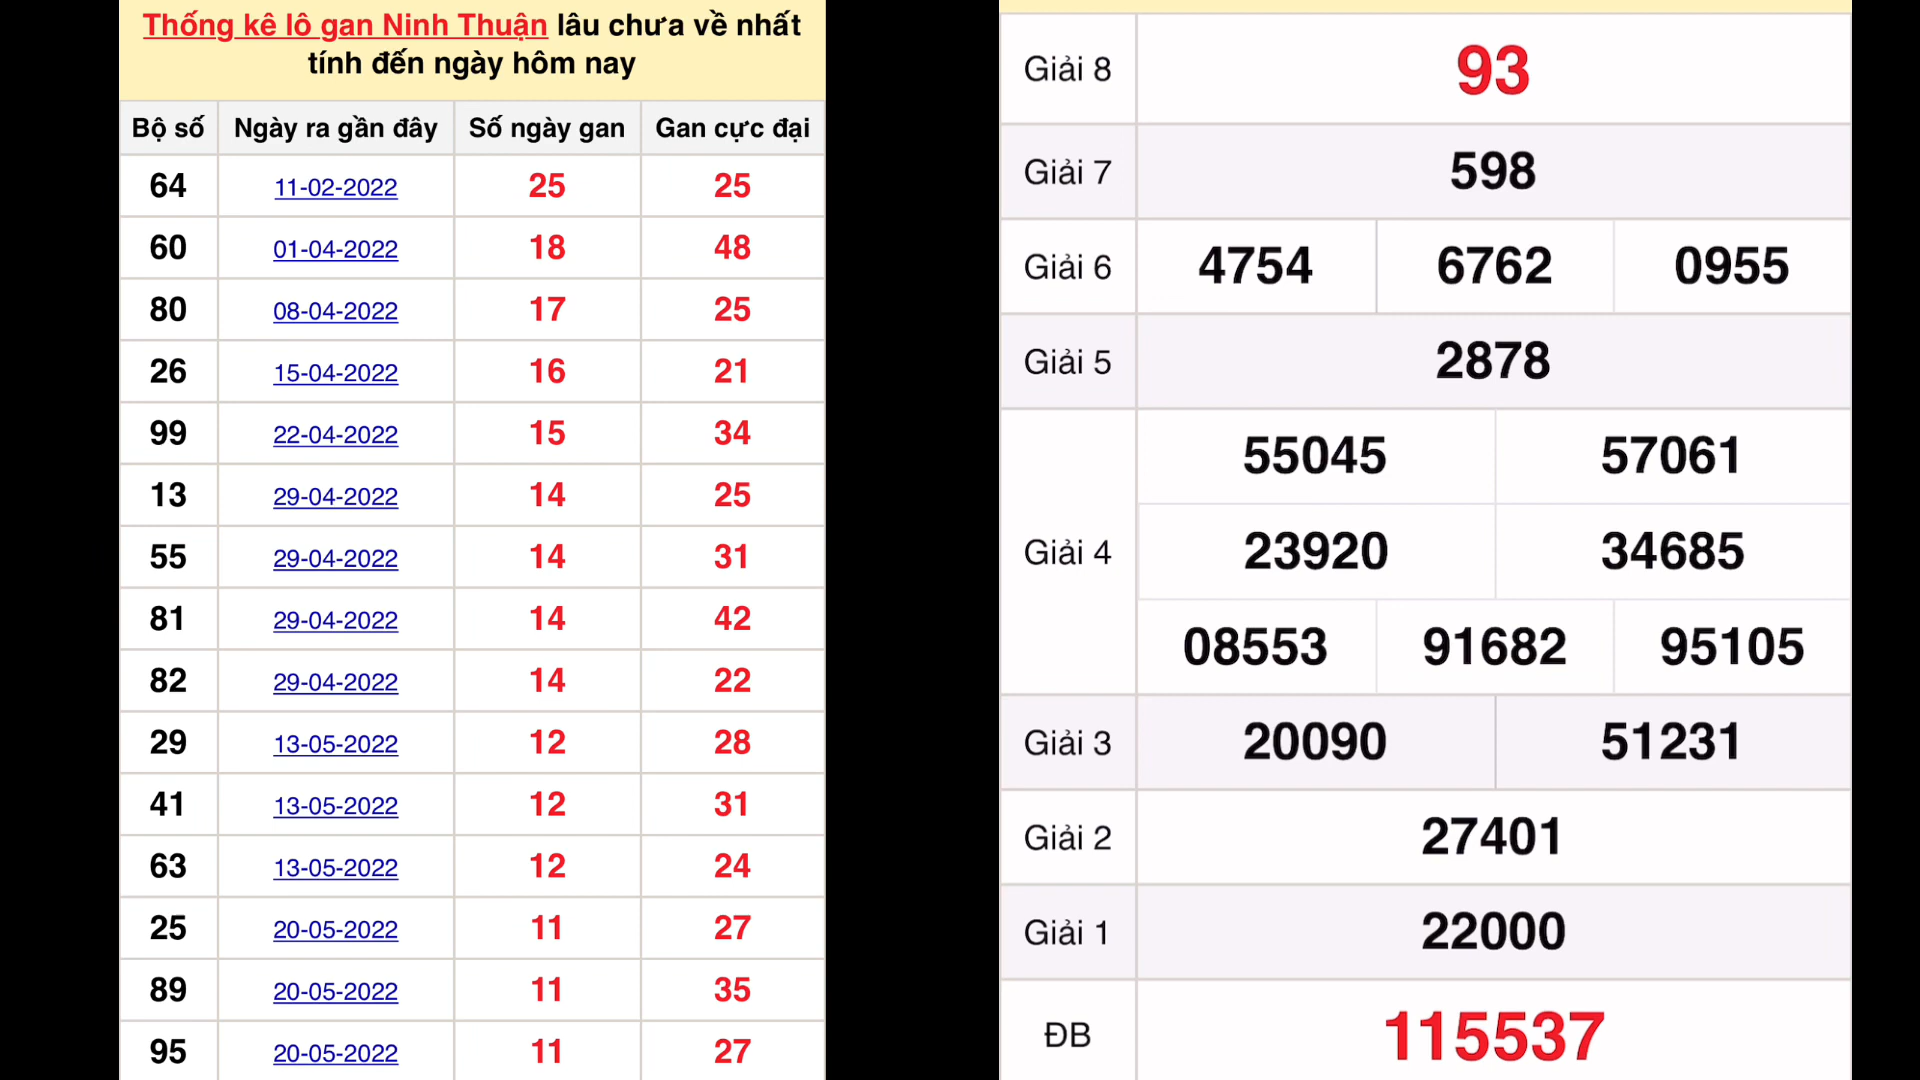 Thống kê lô gan Ninh Thuận lâu chưa về nhất
tính đến ngày hôm nay
Bộ số Ngày ra gần đây Số ngày gan Gan cực đại
64 11-02-2022 25 25
60 01-04-2022 18 48
80 08-04-2022 17 25
26 15-04-2022 16 21
99 22-04-2022 15 34
13 29-04-2022 14 25
55 29-04-2022 14 31
81 29-04-2022 14 42
82 29-04-2022 14 22
29 13-05-2022 12 28
41 13-05-2022 12 31
63 13-05-2022 12 24
25 20-05-2022 11 27
89 20-05-2022 11 35
95 20-05-2022 11 27
Giải 8 93
Giải 7 598
Giải 6 4754 6762 0955
Giải 5 2878
55045 57061
Giải 4 23920 34685
08553 91682 95105
Giải 3 20090 51231
Giải 2 27401
Giải 1 22000
ĐB 115537